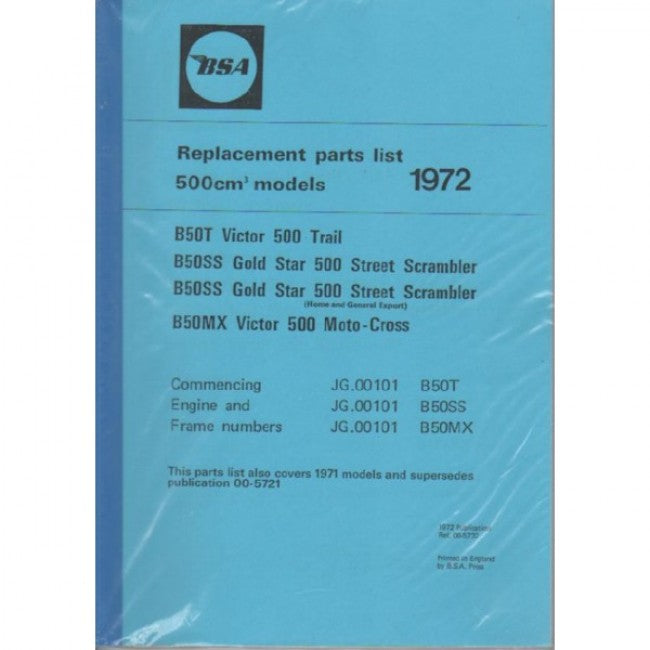 BSA
Replacement parts list
500cm³ models 1972
B50T Victor 500 Trail
B50SS Gold Star 500 Street Scrambler
B50SS Gold Star 500 Street Scrambler
(Home and General Export)
B50MX Victor 500 Moto-Cross
Commencing JG.00101 B50T
Engine and JG.00101 B50SS
Frame numbers JG.00101 B50MX
This parts list also covers 1971 models and supersedes
publication 00-5721
1972 Publication
Ref.
Printed in England
by B.S.A. Press